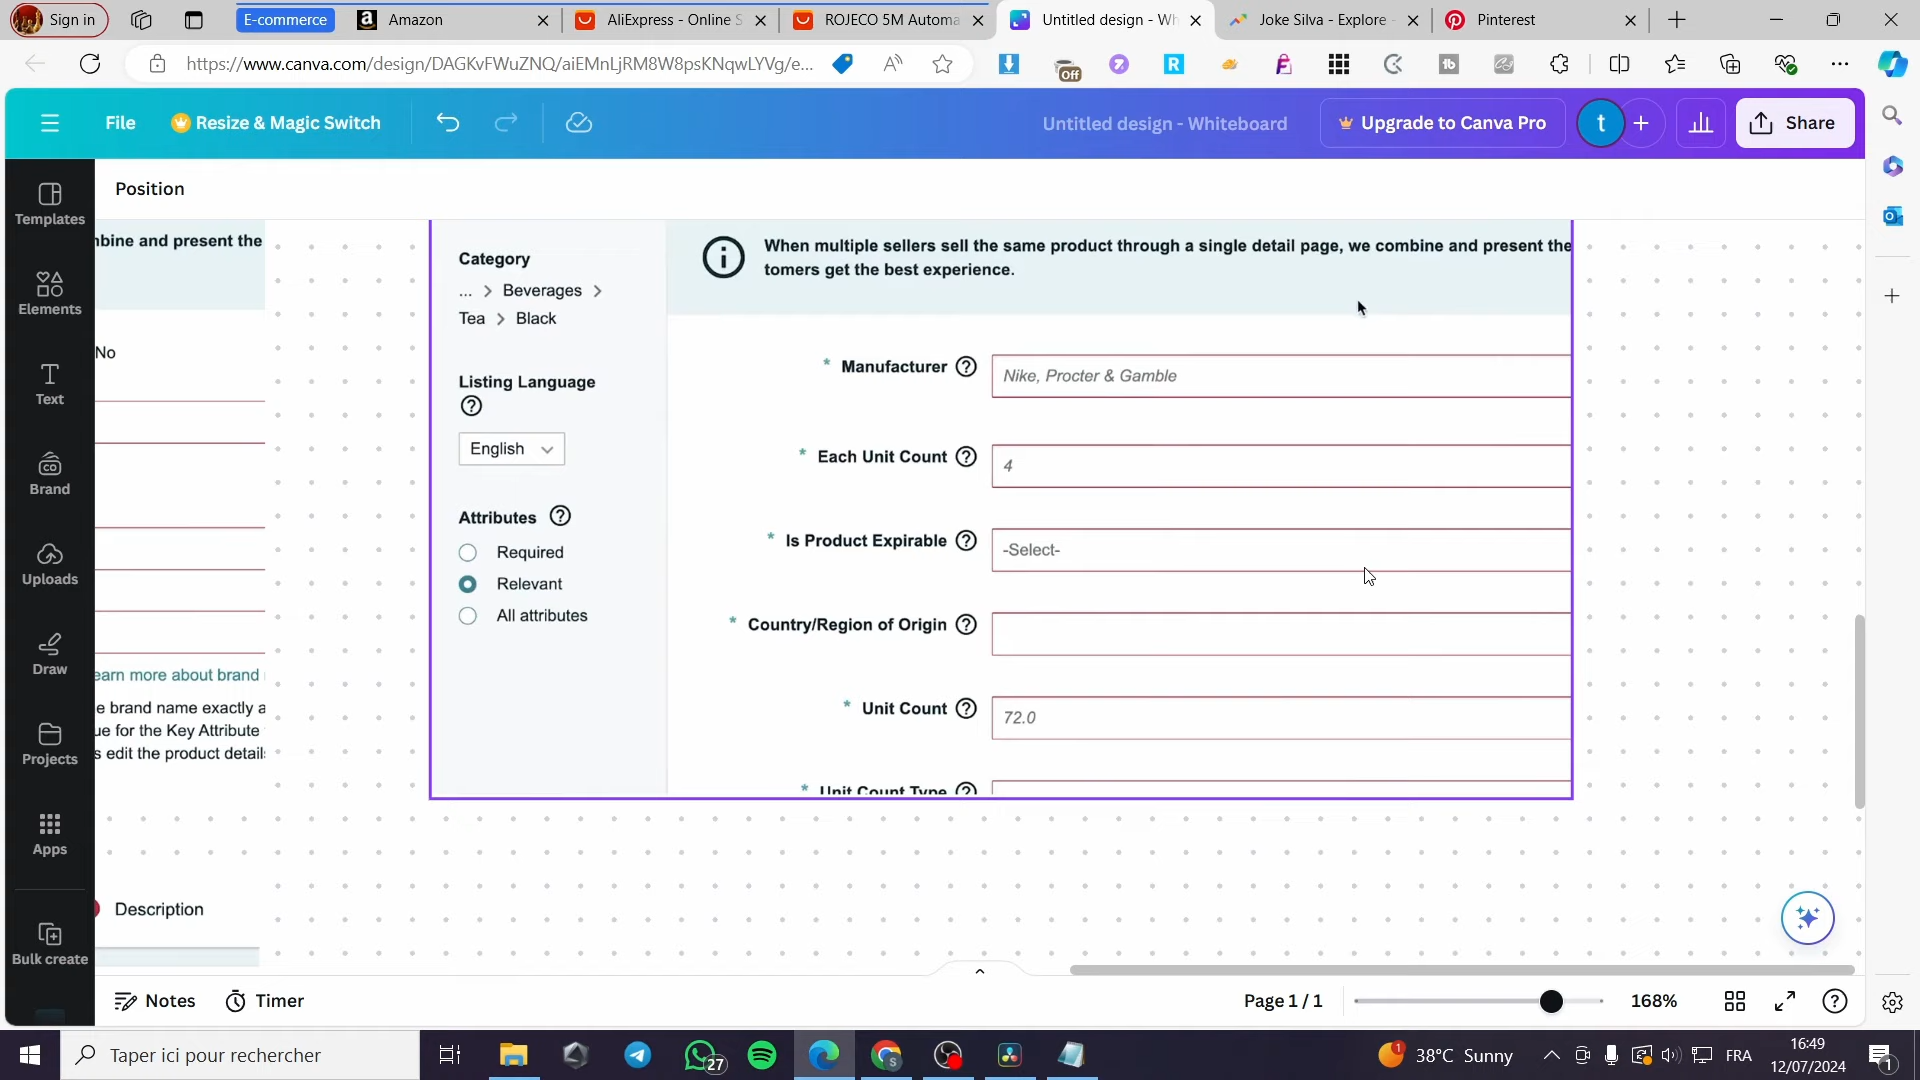 Sign in
E-commerce
Amazon
AliExpress - Online S
ROJECO 5M Automa
Untitled design - Wh
Joke Silva - Explore -
Pinterest
https://www.canva.com/design/DAGKvFWuZNQ/aiEMnLjRM8W8psKNqwLYVg/e...
Off
File
Resize & Magic Switch
Untitled design - Whiteboard
Upgrade to Canva Pro
t
Share
Templates
Elements
Text
Brand
Uploads
Draw
Projects
Apps
Bulk create
Position
nbine and present the
No
earn more about brand
e brand name exactly a
ue for the Key Attribute
s edit the product detail
Description
Category
... > Beverages >
Tea > Black
Listing Language
English
Attributes
Required
Relevant
All attributes
When multiple sellers sell the same product through a single detail page, we combine and present the
tomers get the best experience.
* Manufacturer
Nike, Procter & Gamble
* Each Unit Count
4
* Is Product Expirable
-Select-
* Country/Region of Origin
* Unit Count
72.0
* Unit Count Type
Notes
Timer
Page 1 / 1
168%
Taper ici pour rechercher
27
1
38°C Sunny
FRA
16:49
12/07/2024
1